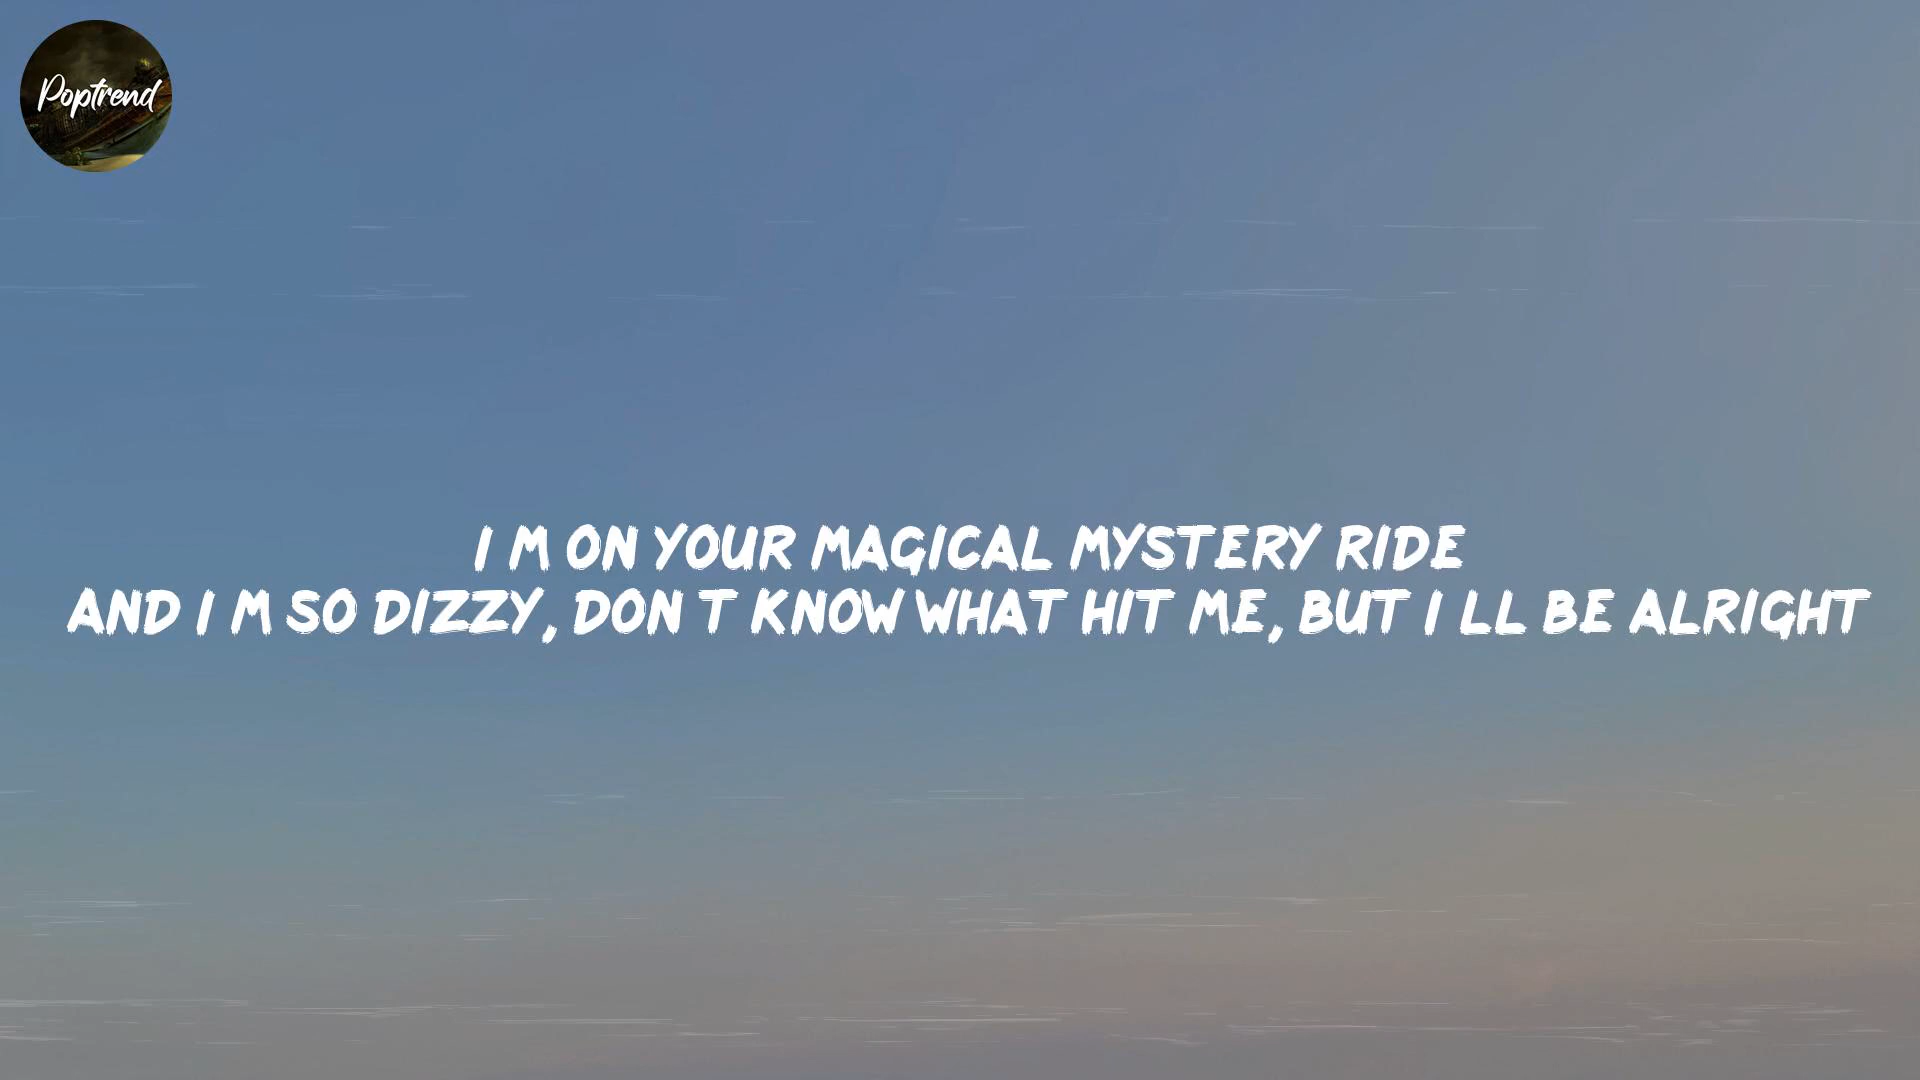 Poptrend
I M ON YOUR MAGICAL MYSTERY RIDE
AND I M SO DIZZY, DON T KNOW WHAT HIT ME, BUT I LL BE ALRIGHT